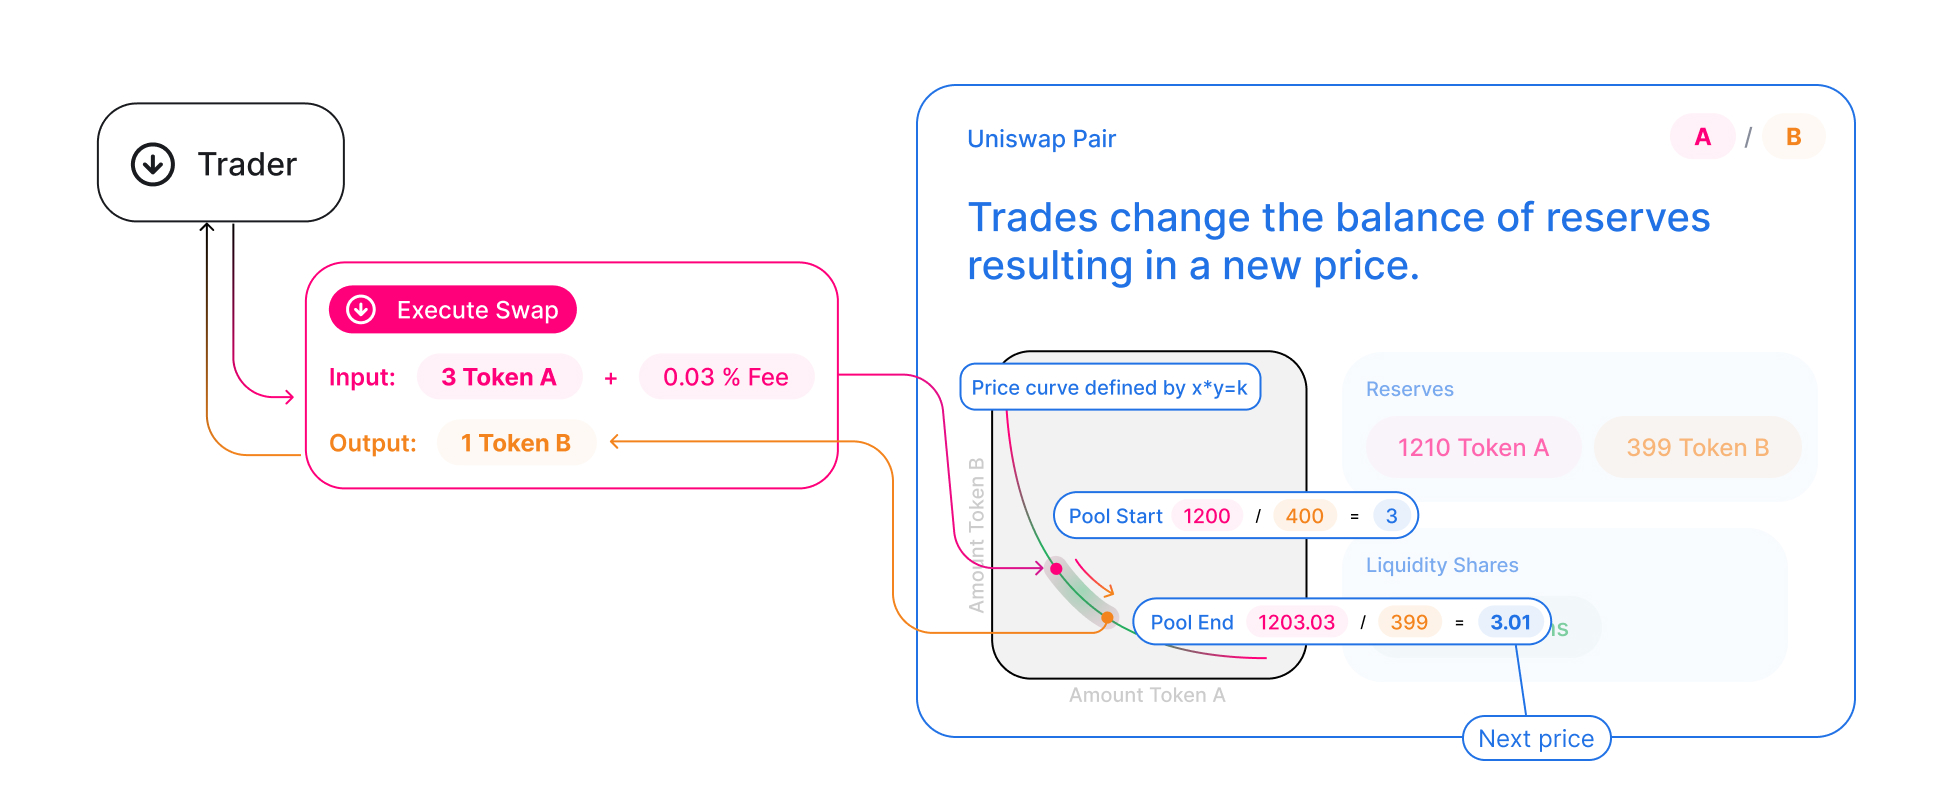 Trader
Execute Swap
Input: 3 Token A + 0.03 % Fee
Output: 1 Token B
Uniswap Pair
A / B
Trades change the balance of reserves
resulting in a new price.
Price curve defined by x*y=k
Amount Token B
Pool Start 1200 / 400 = 3
Pool End 1203.03 / 399 = 3.01
Amount Token A
Reserves
1210 Token A 399 Token B
Liquidity Shares
Next price